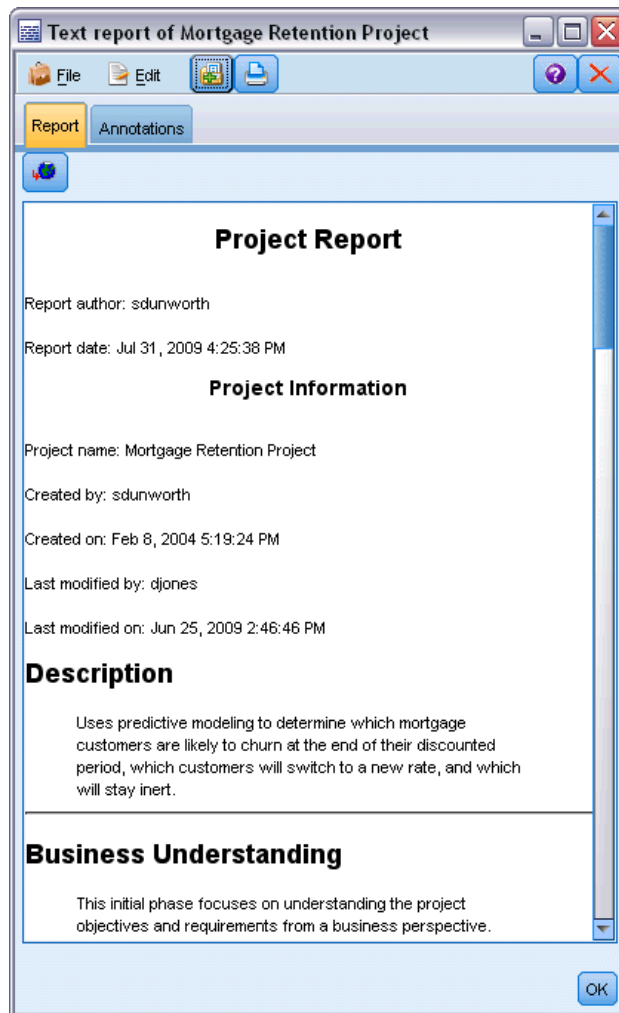 Text report of Mortgage Retention Project
File Edit
Report Annotations
Project Report
Report author: sdunworth
Report date: Jul 31, 2009 4:25:38 PM
Project Information
Project name: Mortgage Retention Project
Created by: sdunworth
Created on: Feb 8, 2004 5:19:24 PM
Last modified by: djones
Last modified on: Jun 25, 2009 2:46:46 PM
Description
Uses predictive modeling to determine which mortgage
customers are likely to churn at the end of their discounted
period, which customers will switch to a new rate, and which
will stay inert.
Business Understanding
This initial phase focuses on understanding the project
objectives and requirements from a business perspective.
OK